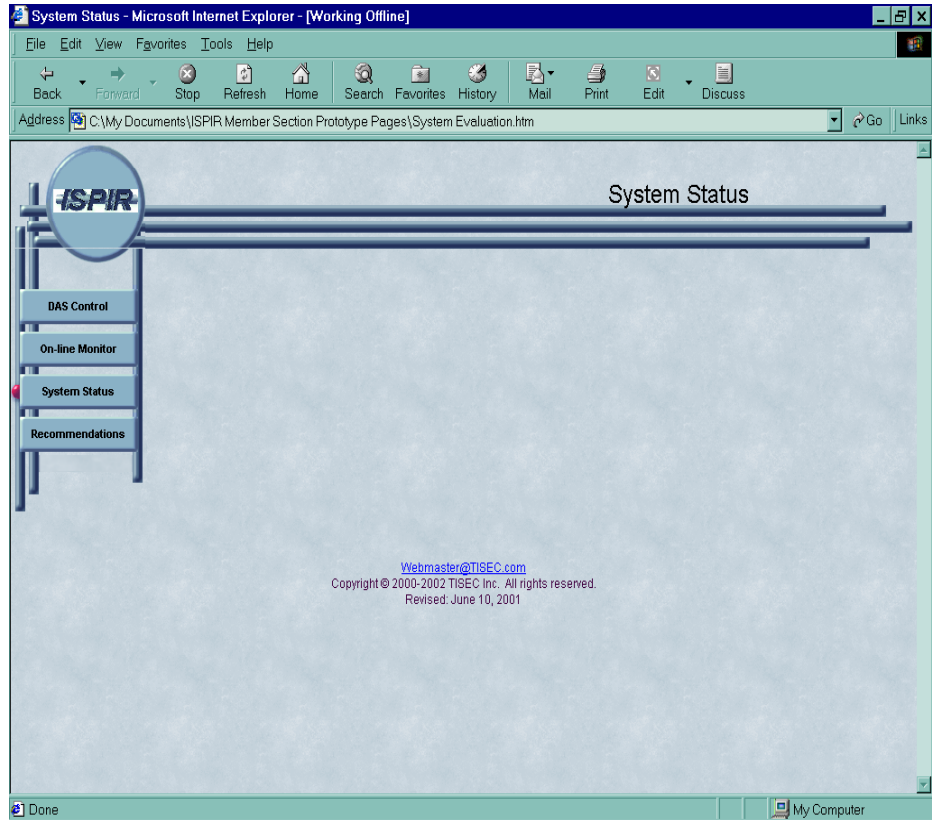 System Status - Microsoft Internet Explorer - [Working Offline]
File Edit View Favorites Tools Help
Back Forward Stop Refresh Home Search Favorites History Mail Print Edit Discuss
Address C:\My Documents\ISPIR Member Section Prototype Pages\System Evaluation.htm Go Links
ISPIR
System Status
DAS Control
On-line Monitor
System Status
Recommendations
Webmaster@TISEC.com
Copyright © 2000-2002 TISEC Inc. All rights reserved.
Revised: June 10, 2001
Done My Computer